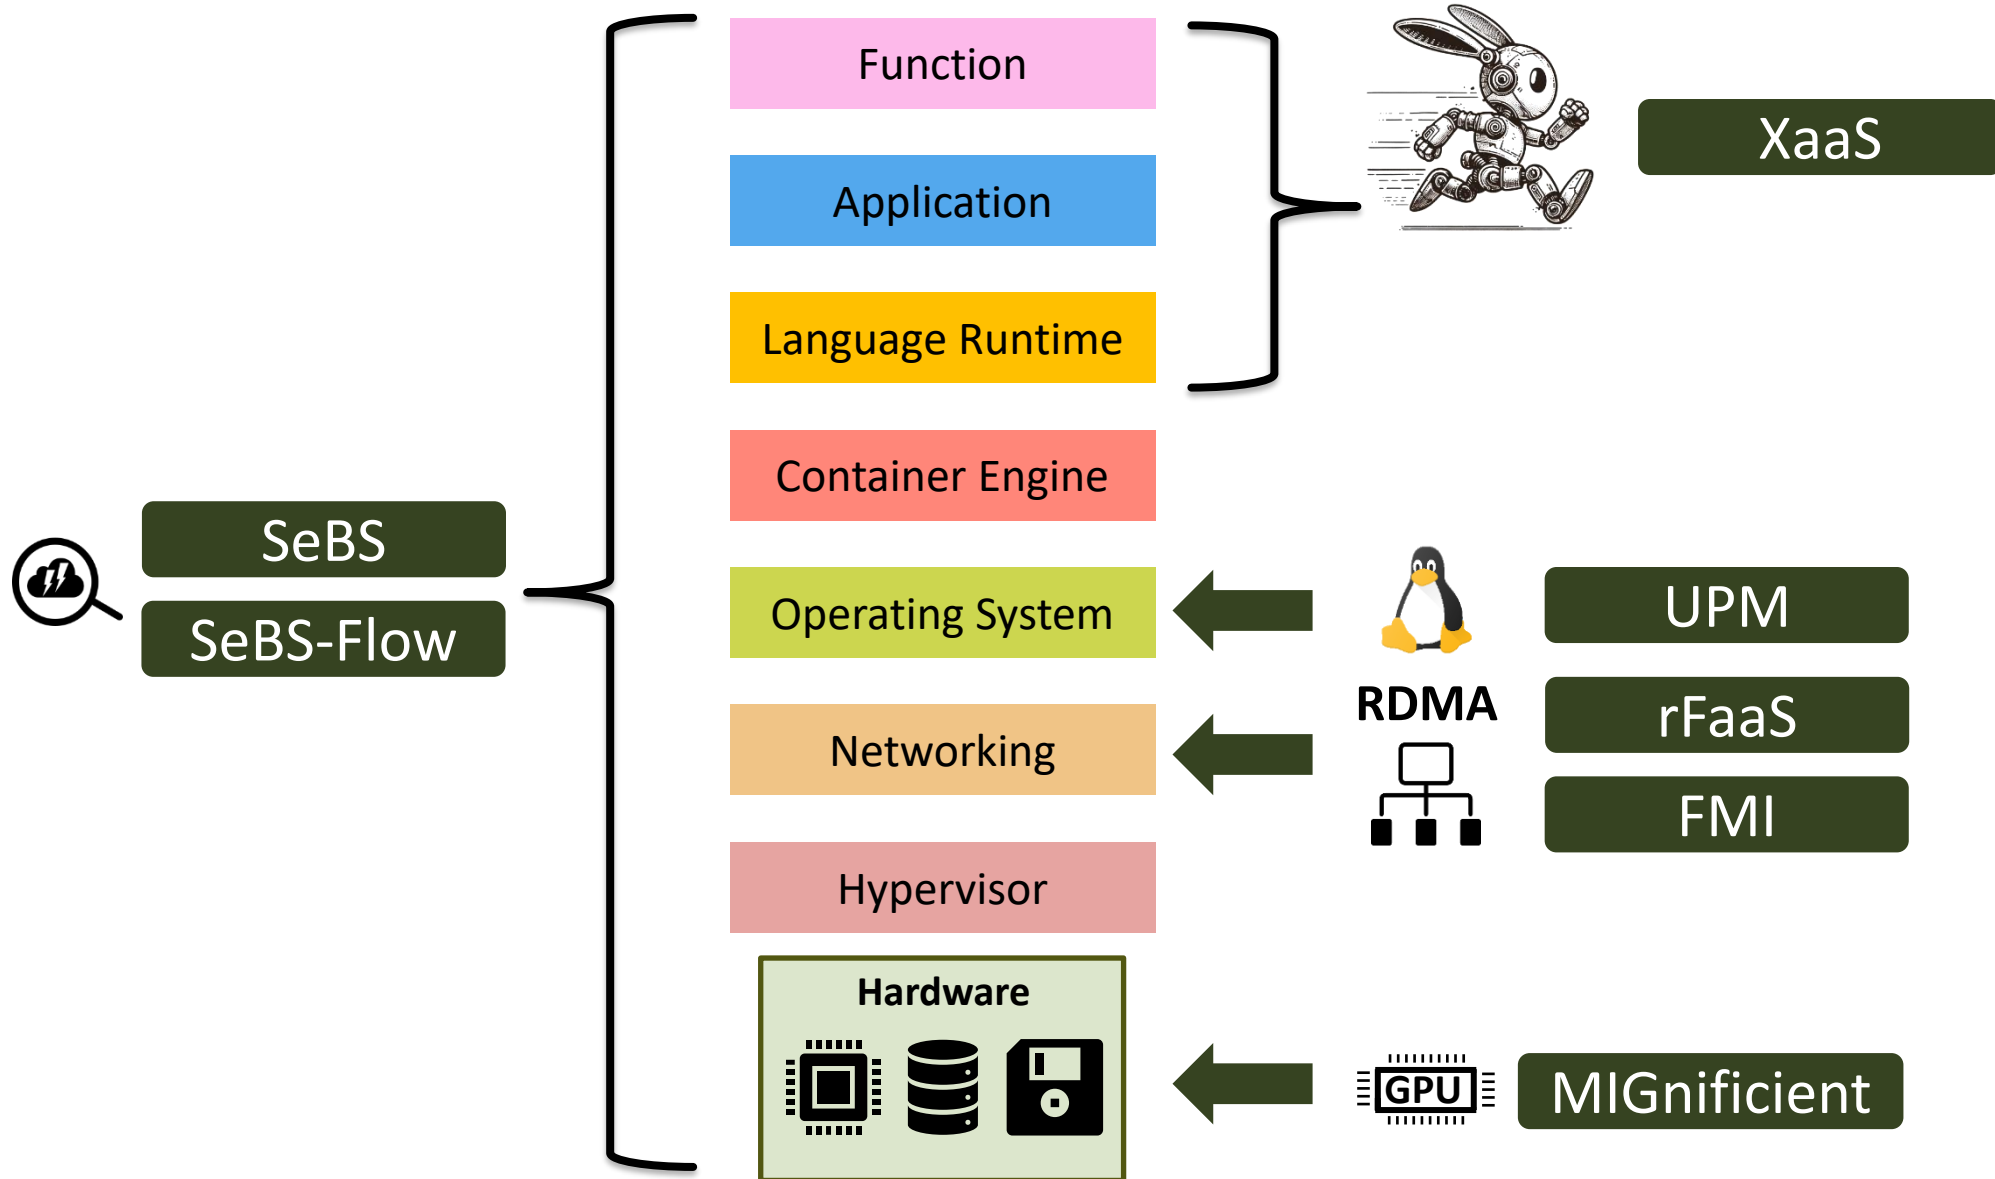 Function
XaaS
Application
Language Runtime
Container Engine
SeBS
SeBS-Flow
Operating System
UPM
RDMA
rFaaS
Networking
FMI
Hypervisor
Hardware
GPU
MIGnificient